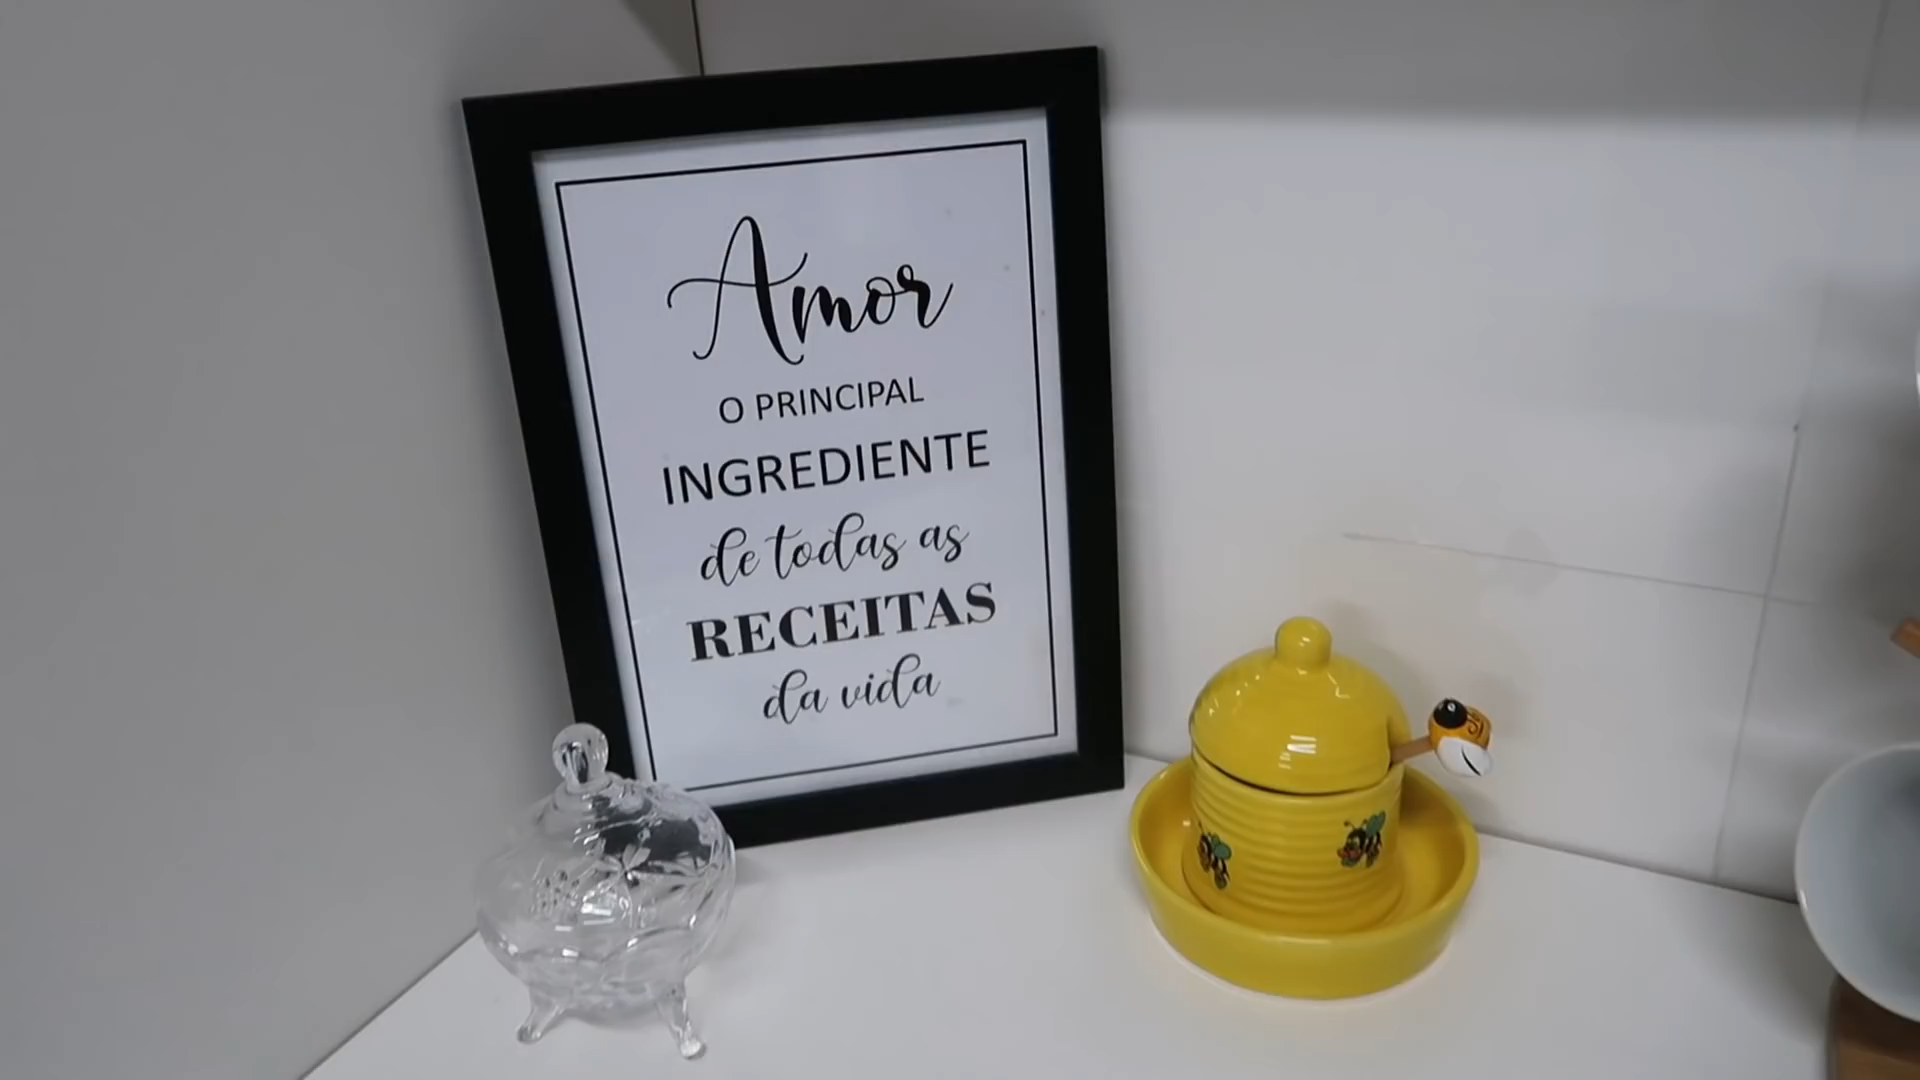 Amor
O PRINCIPAL
INGREDIENTE
de todas as
RECEITAS
da vida